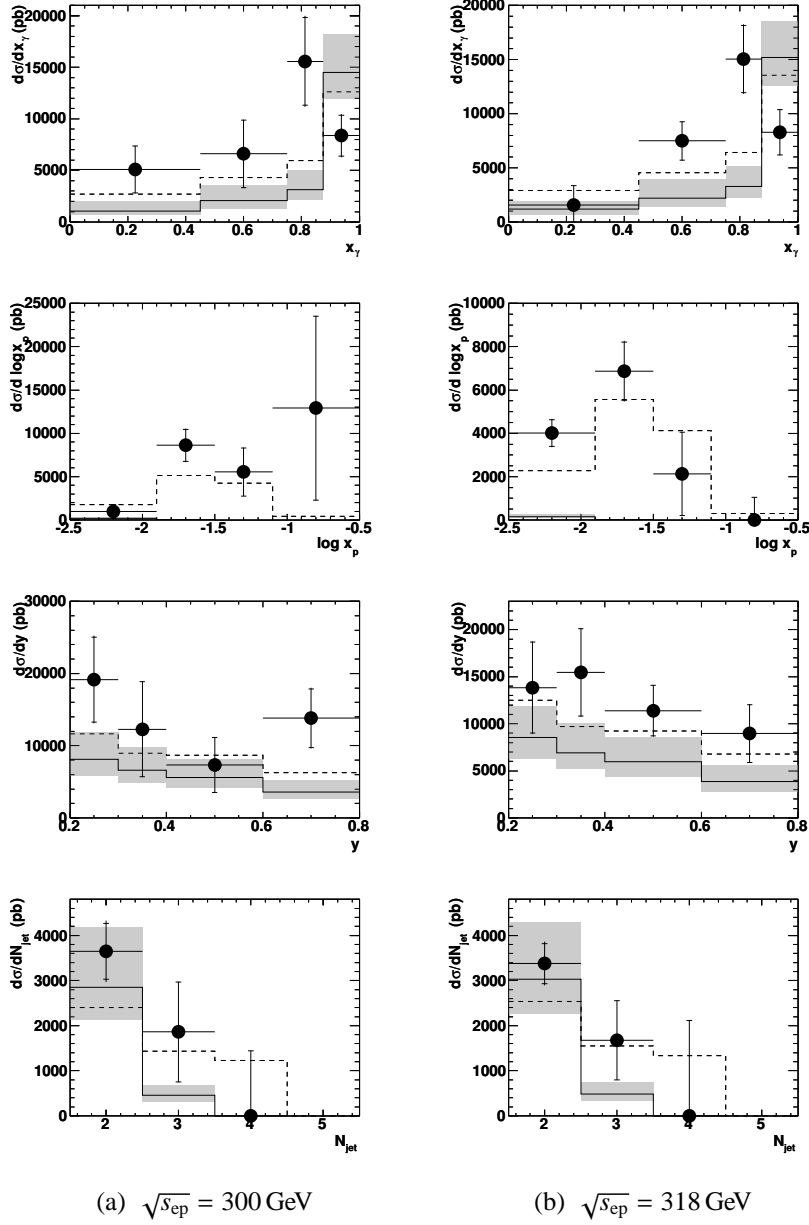 dσ/dx_γ (pb)
20000
15000
10000
5000
0
0 0.2 0.4 0.6 0.8 1
x_γ
dσ/dx_γ (pb)
20000
15000
10000
5000
0
0 0.2 0.4 0.6 0.8 1
x_γ
dσ/d logx_p (pb)
25000
20000
15000
10000
5000
0
-2.5 -2 -1.5 -1 -0.5
log x_p
dσ/d logx_p (pb)
10000
8000
6000
4000
2000
0
-2.5 -2 -1.5 -1 -0.5
log x_p
dσ/dy (pb)
30000
20000
10000
0
0.2 0.4 0.6 0.8
y
dσ/dy (pb)
20000
15000
10000
5000
0
0.2 0.4 0.6 0.8
y
dσ/dN_jet (pb)
4000
3000
2000
1000
0
2 3 4 5
N_jet
dσ/dN_jet (pb)
4000
3000
2000
1000
0
2 3 4 5
N_jet
(a) √s_ep = 300 GeV
(b) √s_ep = 318 GeV